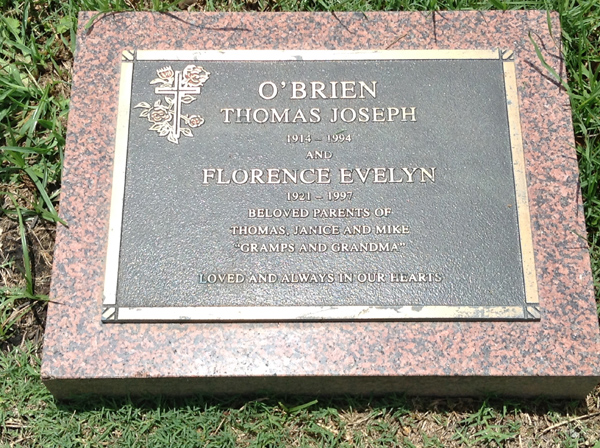 O'BRIEN
THOMAS JOSEPH
1914 – 1994
AND
FLORENCE EVELYN
1921 – 1997
BELOVED PARENTS OF
THOMAS, JANICE AND MIKE
"GRAMPS AND GRANDMA"
LOVED AND ALWAYS IN OUR HEARTS